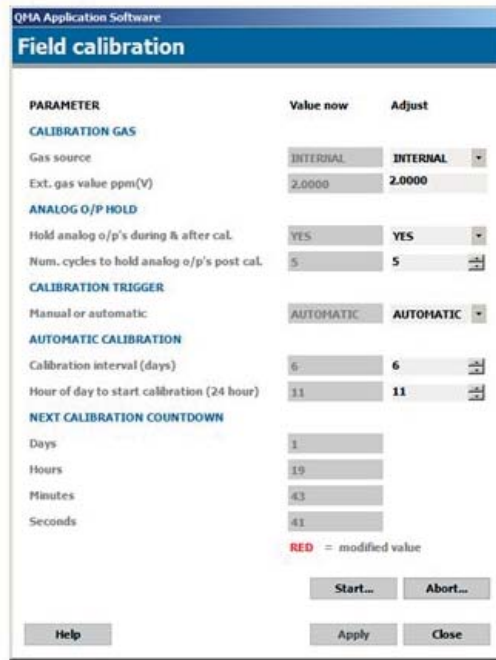 QMA Application Software
Field calibration
PARAMETER Value now Adjust
CALIBRATION GAS
Gas source INTERNAL INTERNAL
Ext. gas value ppm(V) 2.0000 2.0000
ANALOG O/P HOLD
Hold analog o/p's during & after cal. YES YES
Num. cycles to hold analog o/p's post cal. 5 5
CALIBRATION TRIGGER
Manual or automatic AUTOMATIC AUTOMATIC
AUTOMATIC CALIBRATION
Calibration interval (days) 6 6
Hour of day to start calibration (24 hour) 11 11
NEXT CALIBRATION COUNTDOWN
Days 1
Hours 19
Minutes 43
Seconds 41
RED = modified value
Start... Abort...
Help Apply Close